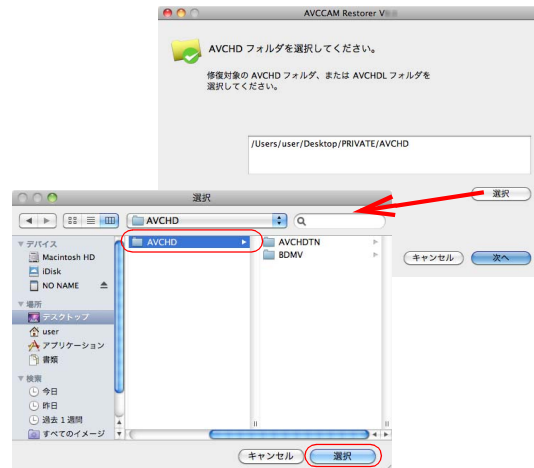 AVCCAM Restorer V
AVCHD フォルダを選択してください。
修復対象の AVCHD フォルダ、または AVCHDL フォルダを
選択してください。
/Users/user/Desktop/PRIVATE/AVCHD
選択
キャンセル
次へ
選択
AVCHD
デバイス
Macintosh HD
iDisk
NO NAME
場所
デスクトップ
user
アプリケーション
書類
検索
今日
昨日
過去 1 週間
すべてのイメージ
AVCHD
AVCHDTN
BDMV
キャンセル
選択